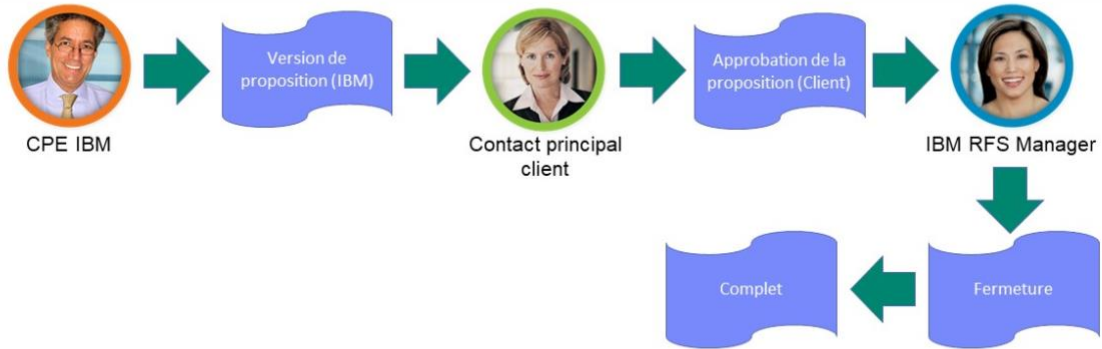 Version de
proposition (IBM)
Approbation de la
proposition (Client)
CPE IBM
Contact principal
client
IBM RFS Manager
Complet
Fermeture